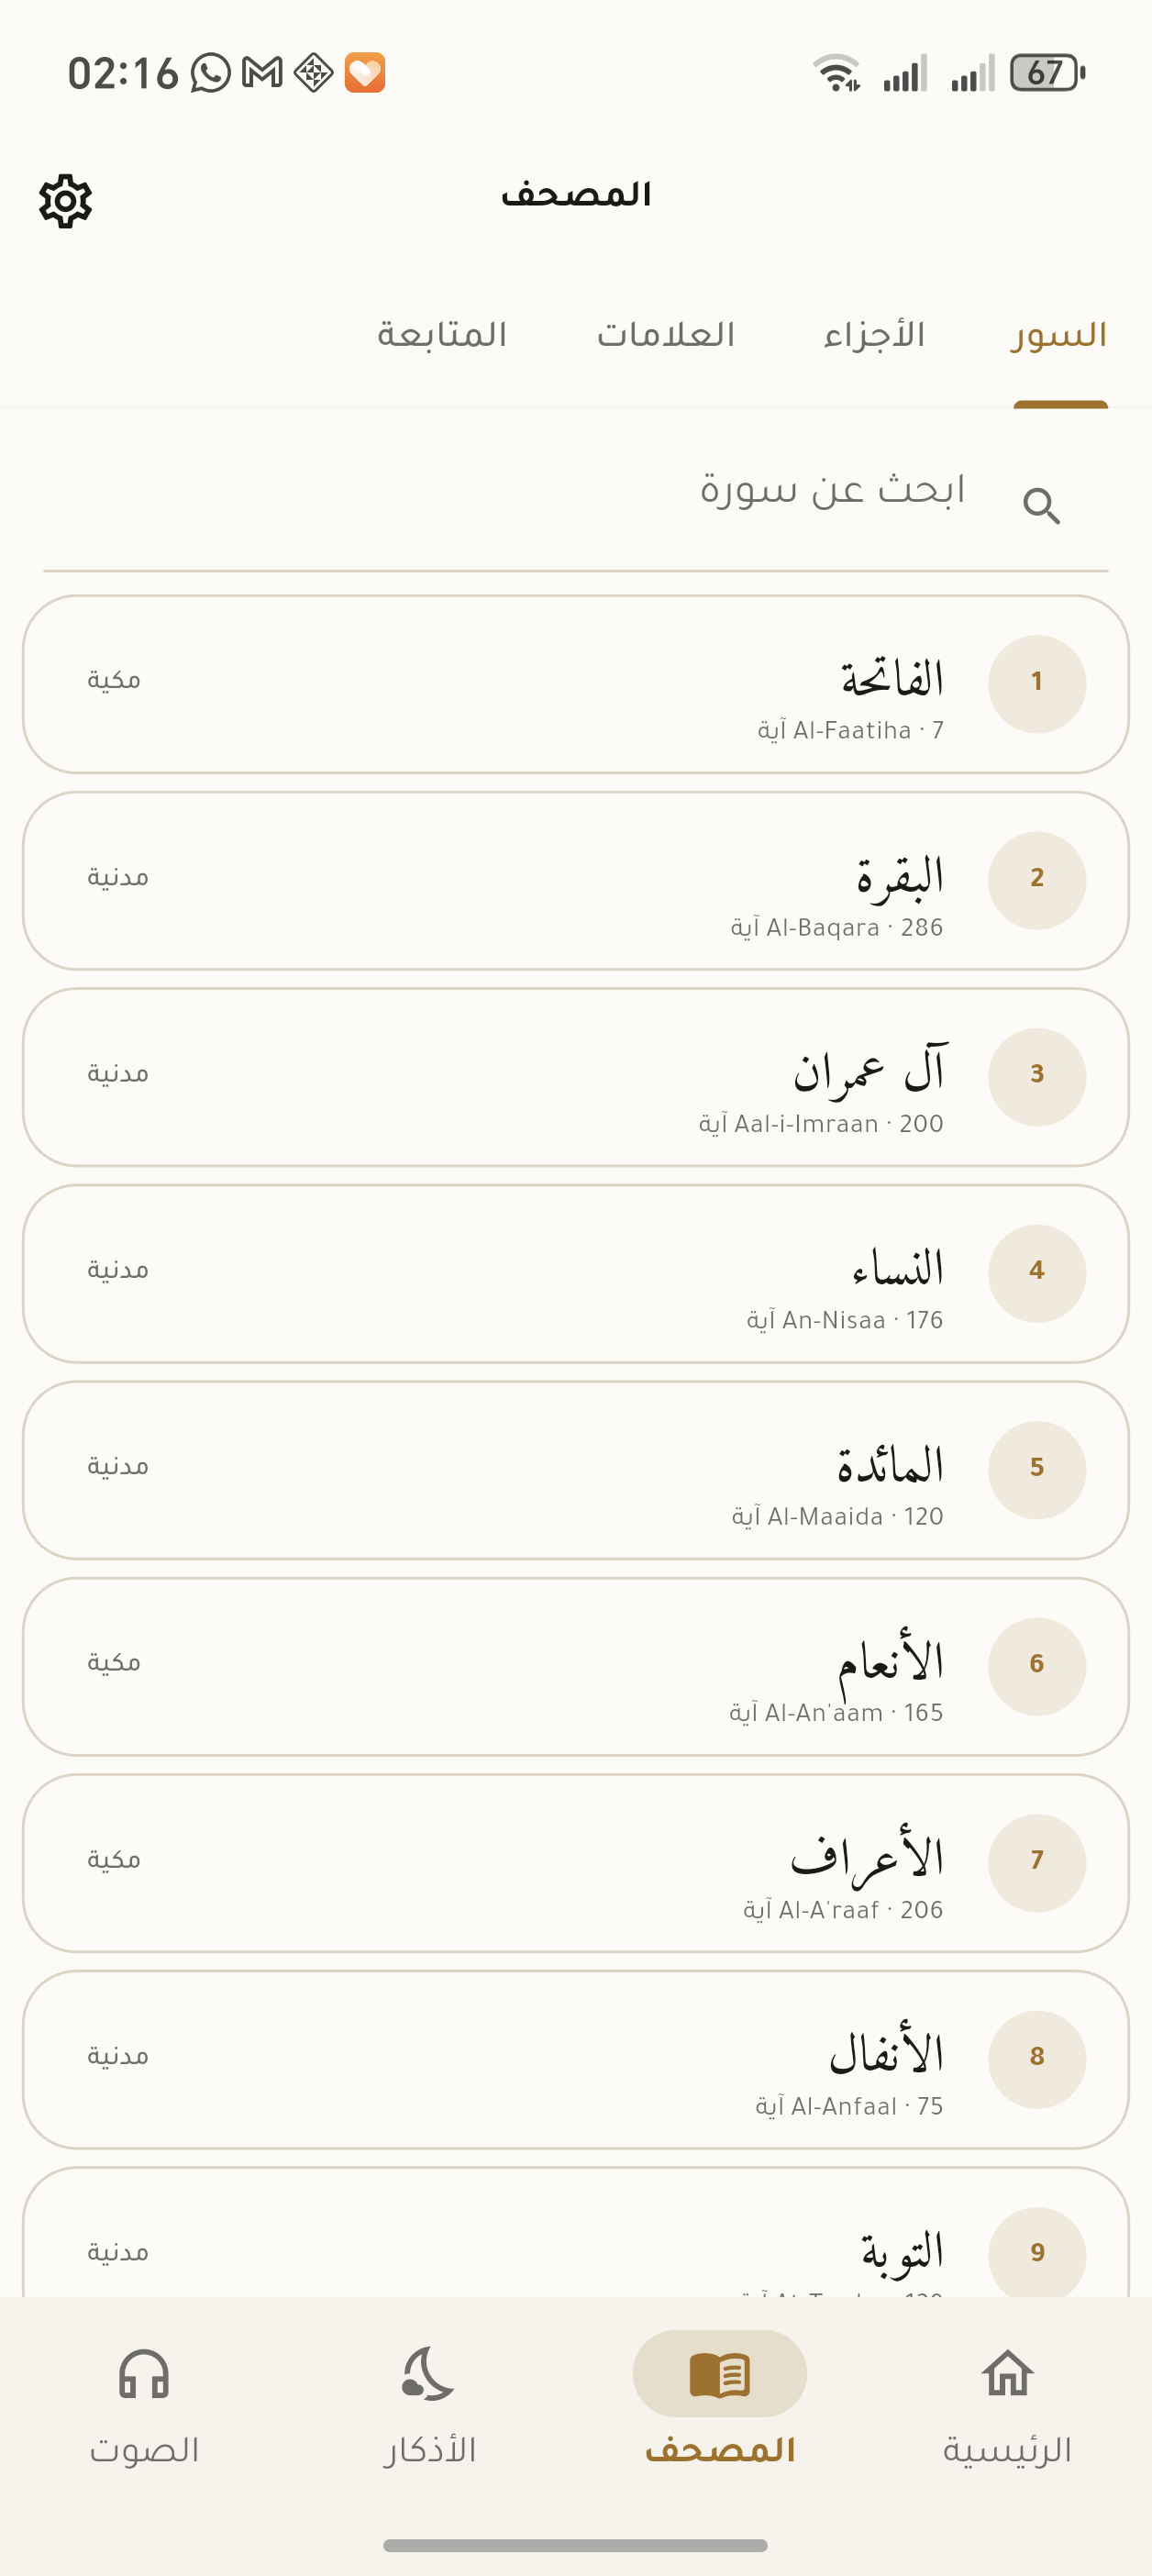 02:16
67
المصحف
السور الأجزاء العلامات المتابعة
ابحث عن سورة
1
الفاتحة
مكية
Al-Faatiha · 7 آية
2
البقرة
مدنية
Al-Baqara · 286 آية
3
آل عمران
مدنية
Aal-i-Imraan · 200 آية
4
النساء
مدنية
An-Nisaa · 176 آية
5
المائدة
مدنية
Al-Maaida · 120 آية
6
الأنعام
مكية
Al-An'aam · 165 آية
7
الأعراف
مكية
Al-A'raaf · 206 آية
8
الأنفال
مدنية
Al-Anfaal · 75 آية
9
التوبة
مدنية
الرئيسية المصحف الأذكار الصوت